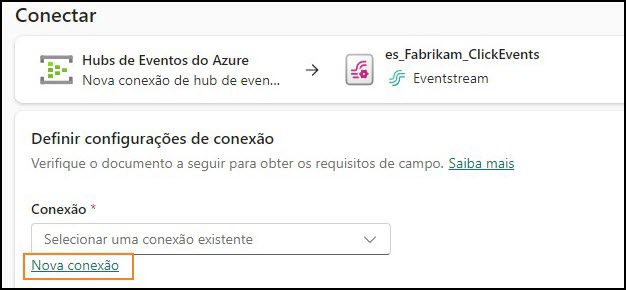 Conectar
Hubs de Eventos do Azure
Nova conexão de hub de even...
es_Fabrikam_ClickEvents
Eventstream
Definir configurações de conexão
Verifique o documento a seguir para obter os requisitos de campo. Saiba mais
Conexão *
Selecionar uma conexão existente
Nova conexão